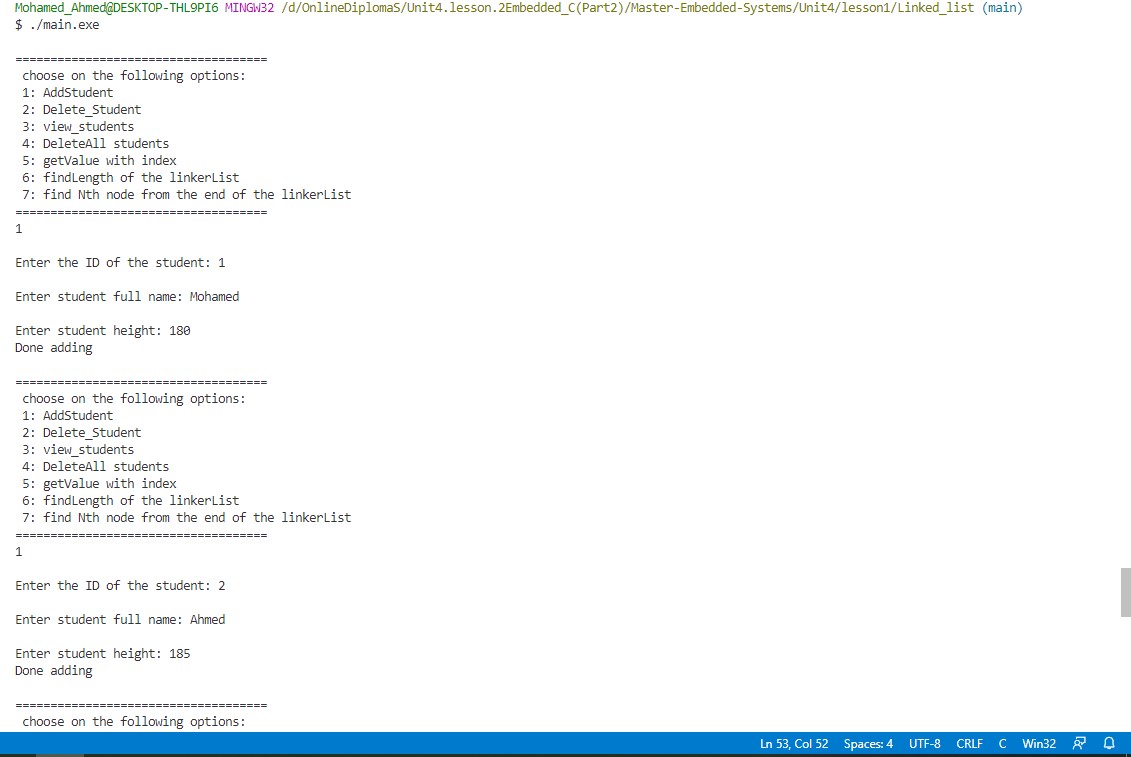 Mohamed_Ahmed@DESKTOP-THL9PI6 MINGW32 /d/OnlineDiplomaS/Unit4.lesson.2Embedded_C(Part2)/Master-Embedded-Systems/Unit4/lesson1/Linked_list (main)
$ ./main.exe
====================================
choose on the following options:
1: AddStudent
2: Delete_Student
3: view_students
4: DeleteAll students
5: getValue with index
6: findLength of the linkerList
7: find Nth node from the end of the linkerList
====================================
1
Enter the ID of the student: 1
Enter student full name: Mohamed
Enter student height: 180
Done adding
====================================
choose on the following options:
1: AddStudent
2: Delete_Student
3: view_students
4: DeleteAll students
5: getValue with index
6: findLength of the linkerList
7: find Nth node from the end of the linkerList
====================================
1
Enter the ID of the student: 2
Enter student full name: Ahmed
Enter student height: 185
Done adding
====================================
choose on the following options:
Ln 53, Col 52 Spaces: 4 UTF-8 CRLF C Win32